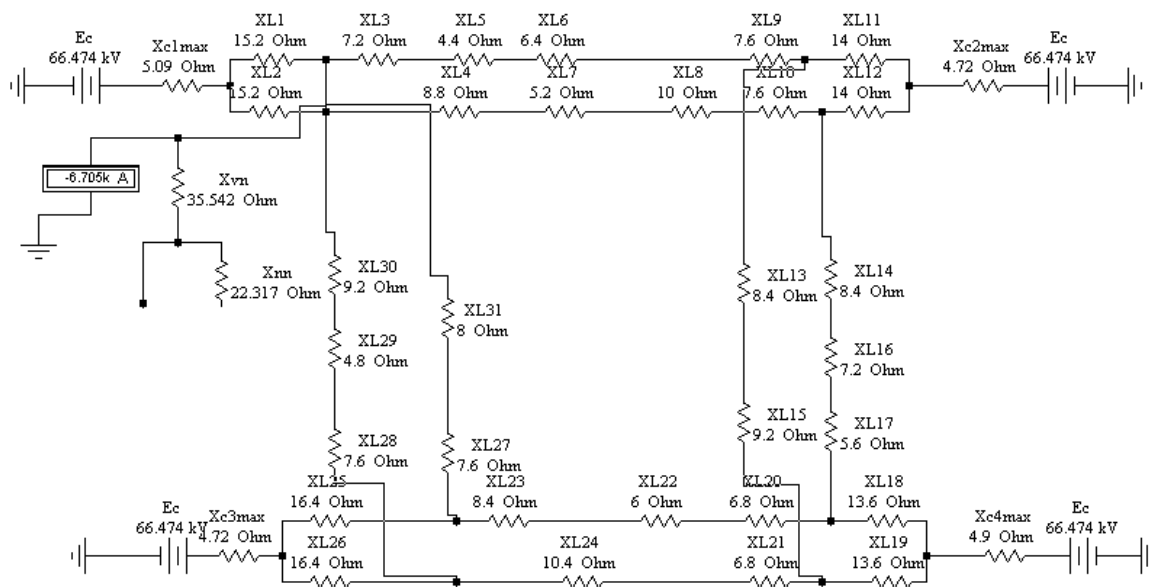 XL1
15.2 Ohm
XL3
7.2 Ohm
XL5
4.4 Ohm
XL6
6.4 Ohm
XL9
7.6 Ohm
XL11
14 Ohm
Ec
66.474 kV
Xc1max
5.09 Ohm
XL2
15.2 Ohm
XL4
8.8 Ohm
XL7
5.2 Ohm
XL8
10 Ohm
XL10
7.6 Ohm
XL12
14 Ohm
Xc2max
4.72 Ohm
Ec
66.474 kV
-6.705k A
Xvn
35.542 Ohm
Xnn
22.317 Ohm
XL30
9.2 Ohm
XL31
8 Ohm
XL13
8.4 Ohm
XL14
8.4 Ohm
XL29
4.8 Ohm
XL16
7.2 Ohm
XL28
7.6 Ohm
XL27
7.6 Ohm
XL15
9.2 Ohm
XL17
5.6 Ohm
XL25
16.4 Ohm
XL23
8.4 Ohm
XL22
6 Ohm
XL20
6.8 Ohm
XL18
13.6 Ohm
Ec
66.474 kV
Xc3max
4.72 Ohm
XL26
16.4 Ohm
XL24
10.4 Ohm
XL21
6.8 Ohm
XL19
13.6 Ohm
Xc4max
4.9 Ohm
Ec
66.474 kV